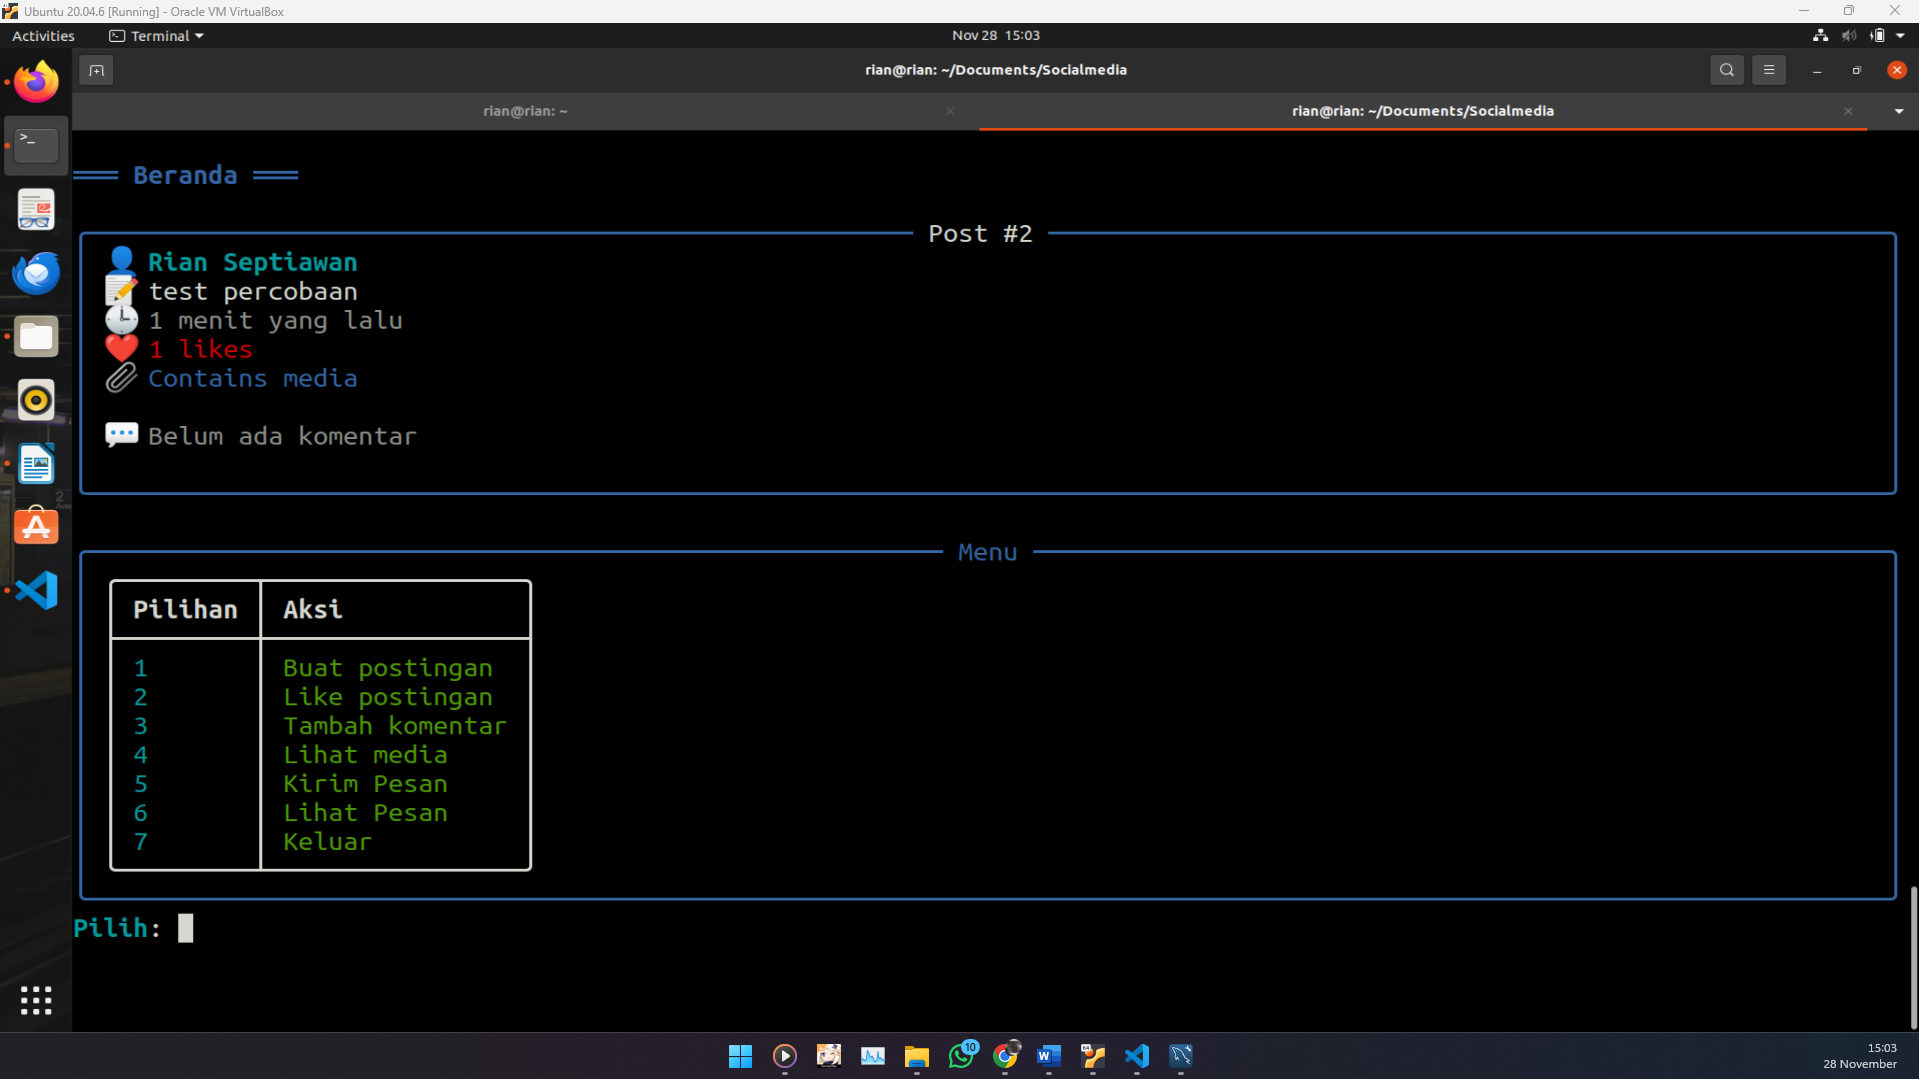 Ubuntu 20.04.6 [Running] - Oracle VM VirtualBox
Activities
Terminal
Nov 28 15:03
rian@rian: ~/Documents/Socialmedia
rian@rian: ~
rian@rian: ~/Documents/Socialmedia
═══ Beranda ═══
Post #2
Rian Septiawan
test percobaan
1 menit yang lalu
1 likes
Contains media
Belum ada komentar
Menu
Pilihan Aksi
1 Buat postingan
2 Like postingan
3 Tambah komentar
4 Lihat media
5 Kirim Pesan
6 Lihat Pesan
7 Keluar
Pilih:
10
15:03
28 November